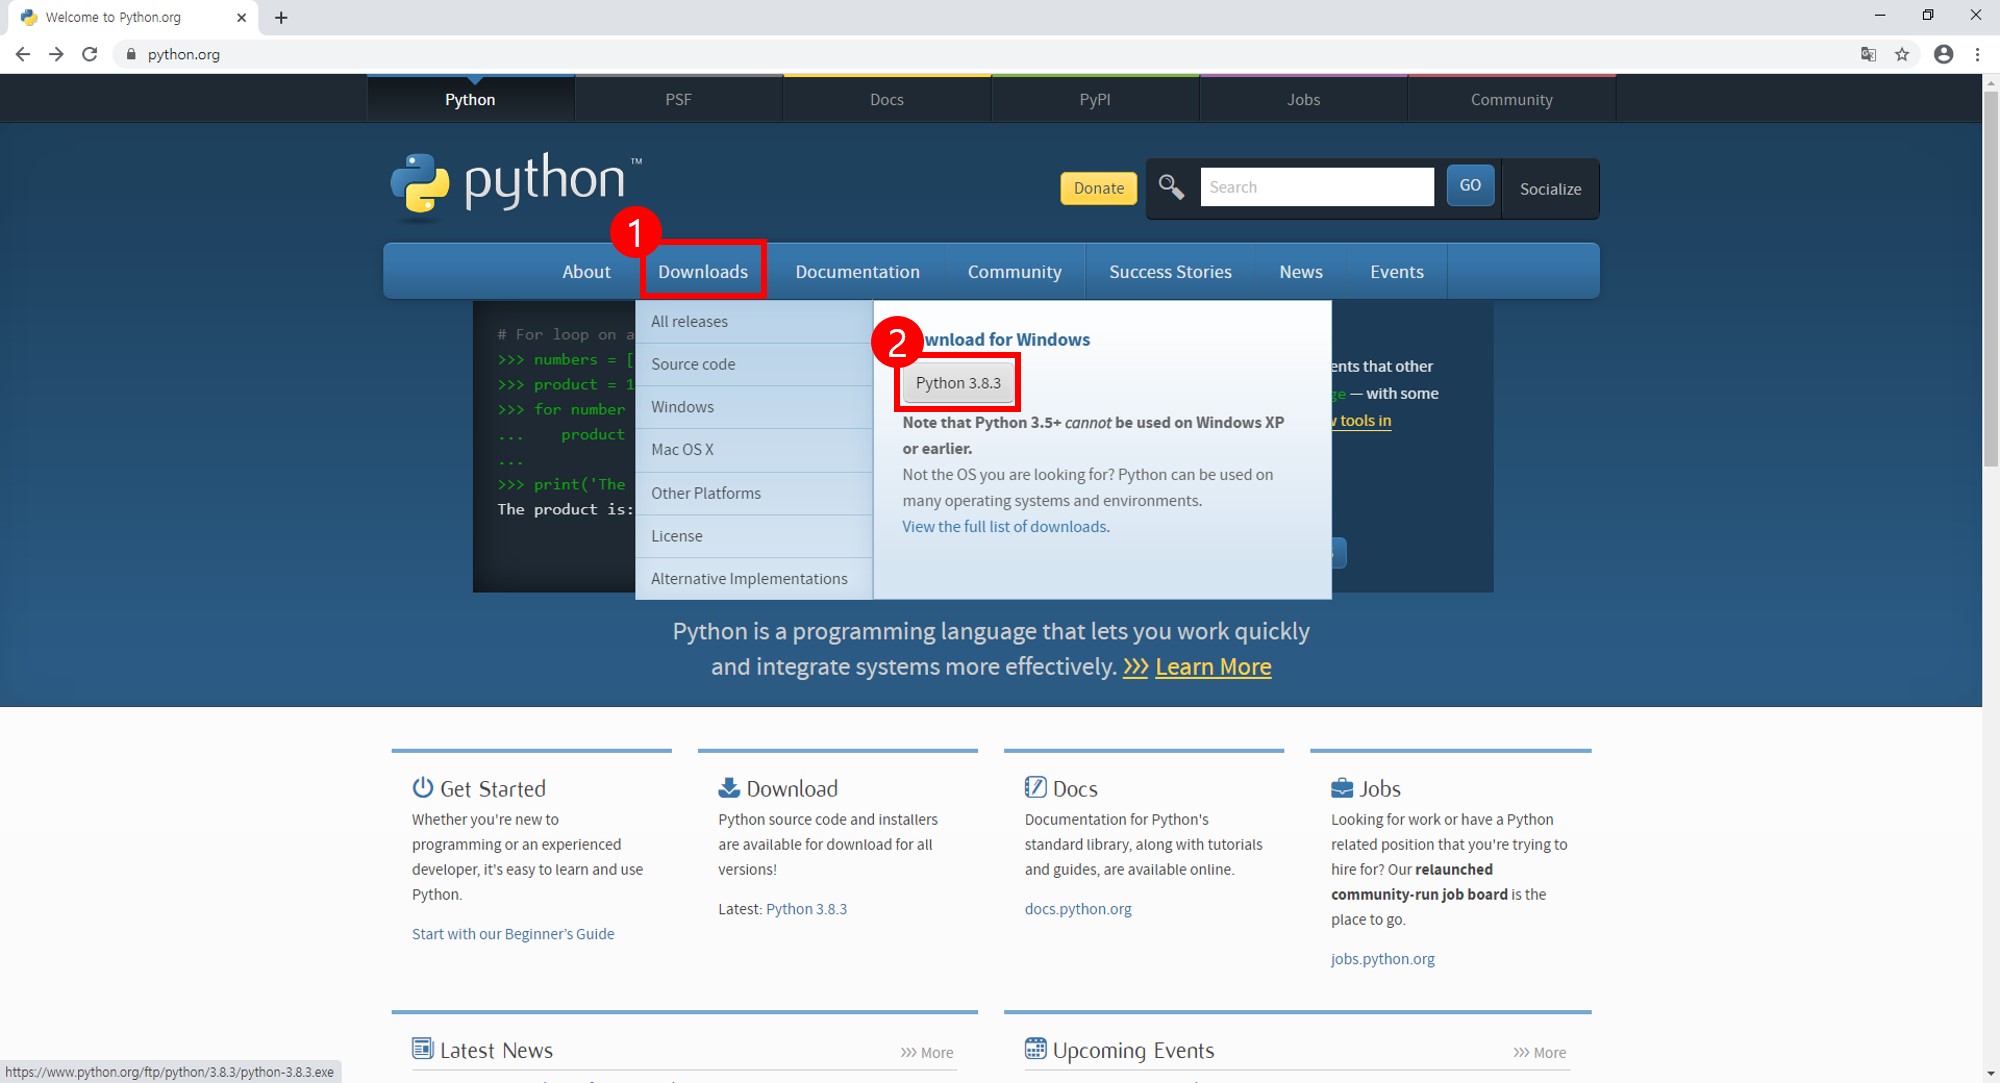 Welcome to Python.org
python.org
Python PSF Docs PyPI Jobs Community
python™
Donate Search GO Socialize
1
About Downloads Documentation Community Success Stories News Events
# For loop on a
>>> numbers = [
>>> product = 1
>>> for number
... product
...
>>> print('The
The product is:
All releases
Source code
Windows
Mac OS X
Other Platforms
License
Alternative Implementations
2
wnload for Windows
Python 3.8.3
Note that Python 3.5+ cannot be used on Windows XP
or earlier.
Not the OS you are looking for? Python can be used on
many operating systems and environments.
View the full list of downloads.
ents that other
— with some
tools in
Python is a programming language that lets you work quickly
and integrate systems more effectively. >>> Learn More
Get Started
Whether you're new to
programming or an experienced
developer, it's easy to learn and use
Python.
Start with our Beginner's Guide
Download
Python source code and installers
are available for download for all
versions!
Latest: Python 3.8.3
Docs
Documentation for Python's
standard library, along with tutorials
and guides, are available online.
docs.python.org
Jobs
Looking for work or have a Python
related position that you're trying to
hire for? Our relaunched
community-run job board is the
place to go.
jobs.python.org
Latest News
>>> More
Upcoming Events
>>> More
https://www.python.org/ftp/python/3.8.3/python-3.8.3.exe